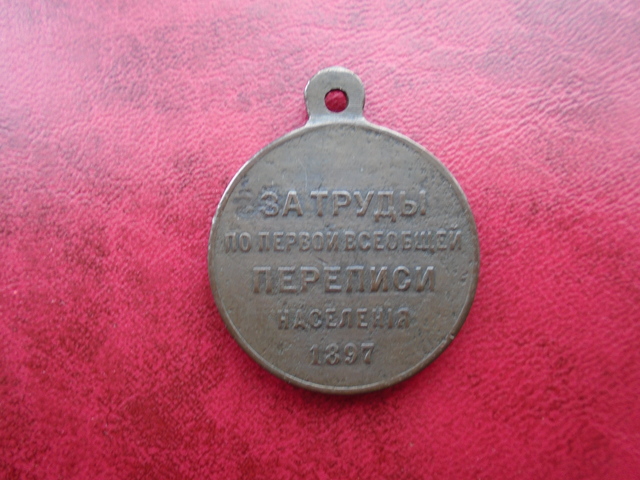 ЗА ТРУДЫ
ПО ПЕРВОЙ ВСЕОБЩЕЙ
ПЕРЕПИСИ
НАСЕЛЕНІЯ
1897